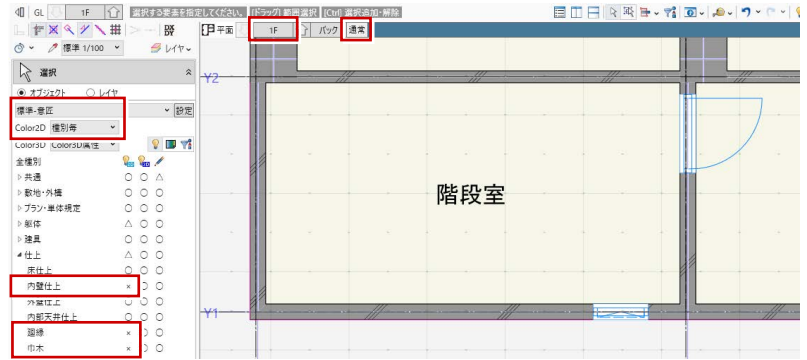 GL 1F 選択する要素を指定してください。 [ドラッグ] 範囲選択 [Ctrl] 選択追加・解除
平面 1F パック 通常
標準 1/100 レイヤ
選択
オブジェクト レイヤ
標準-意匠 設定
Color2D 種別毎
Color3D Color3D属性
全種別
共通
敷地・外構
プラン・単体規定
躯体
建具
仕上
床仕上
内壁仕上
外壁仕上
内部天井仕上
廻縁
巾木
Y2
階段室
Y1